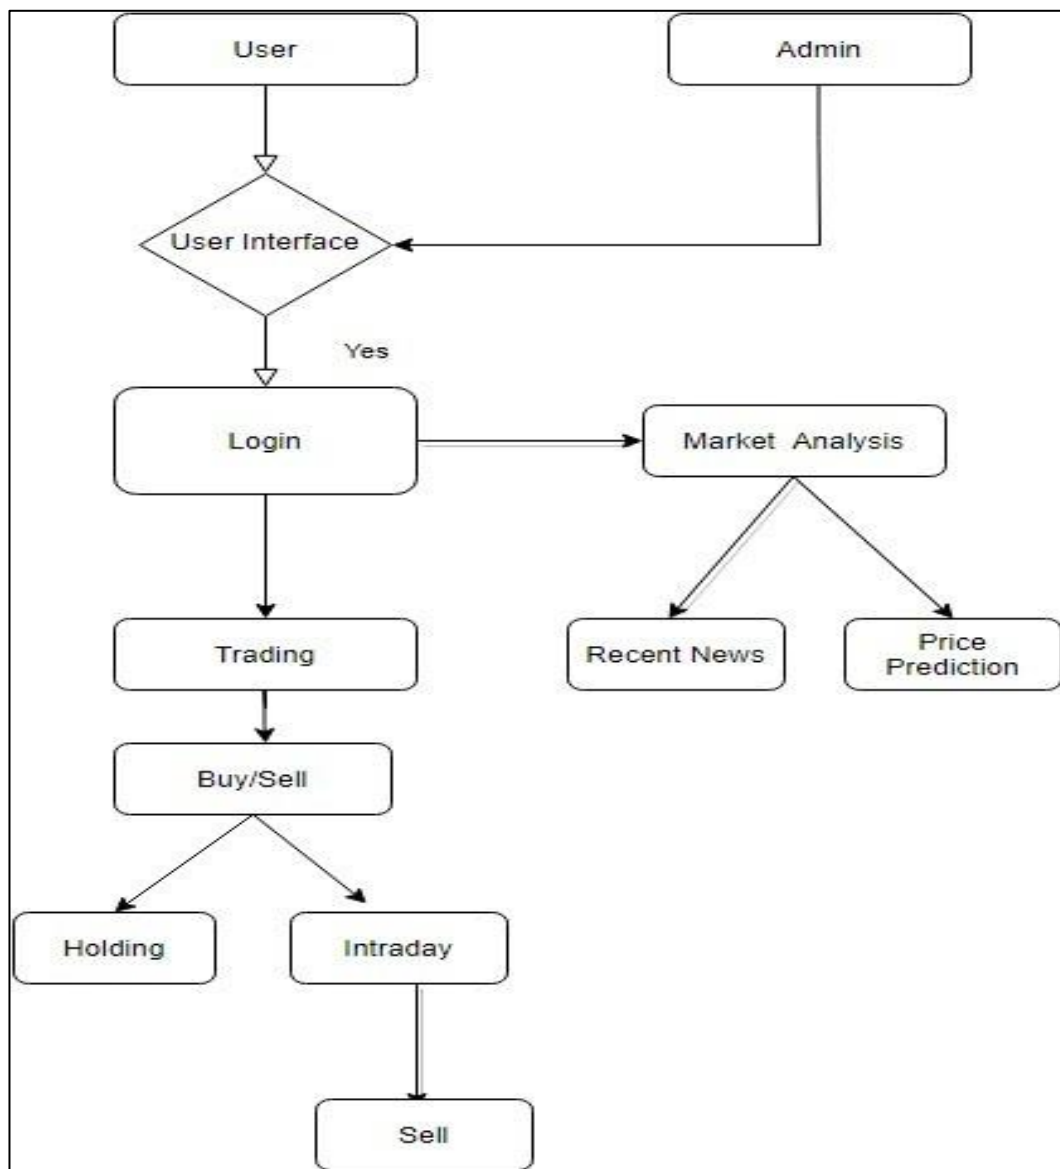 User
Admin
User Interface
Yes
Login
Market Analysis
Trading
Recent News
Price
Prediction
Buy/Sell
Holding
Intraday
Sell